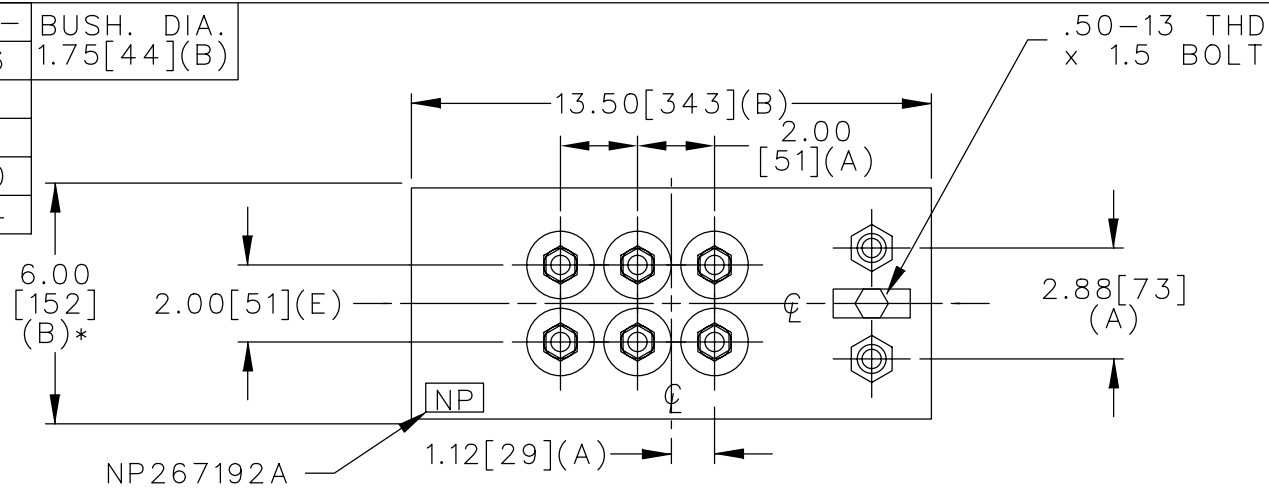 BUSH. DIA.
1.75[44](B)
.50-13 THD
x 1.5 BOLT
13.50[343](B)
2.00
[51](A)
6.00
[152]
(B)*
2.00[51](E)
℄
2.88[73]
(A)
NP
℄
1.12[29](A)
NP267192A